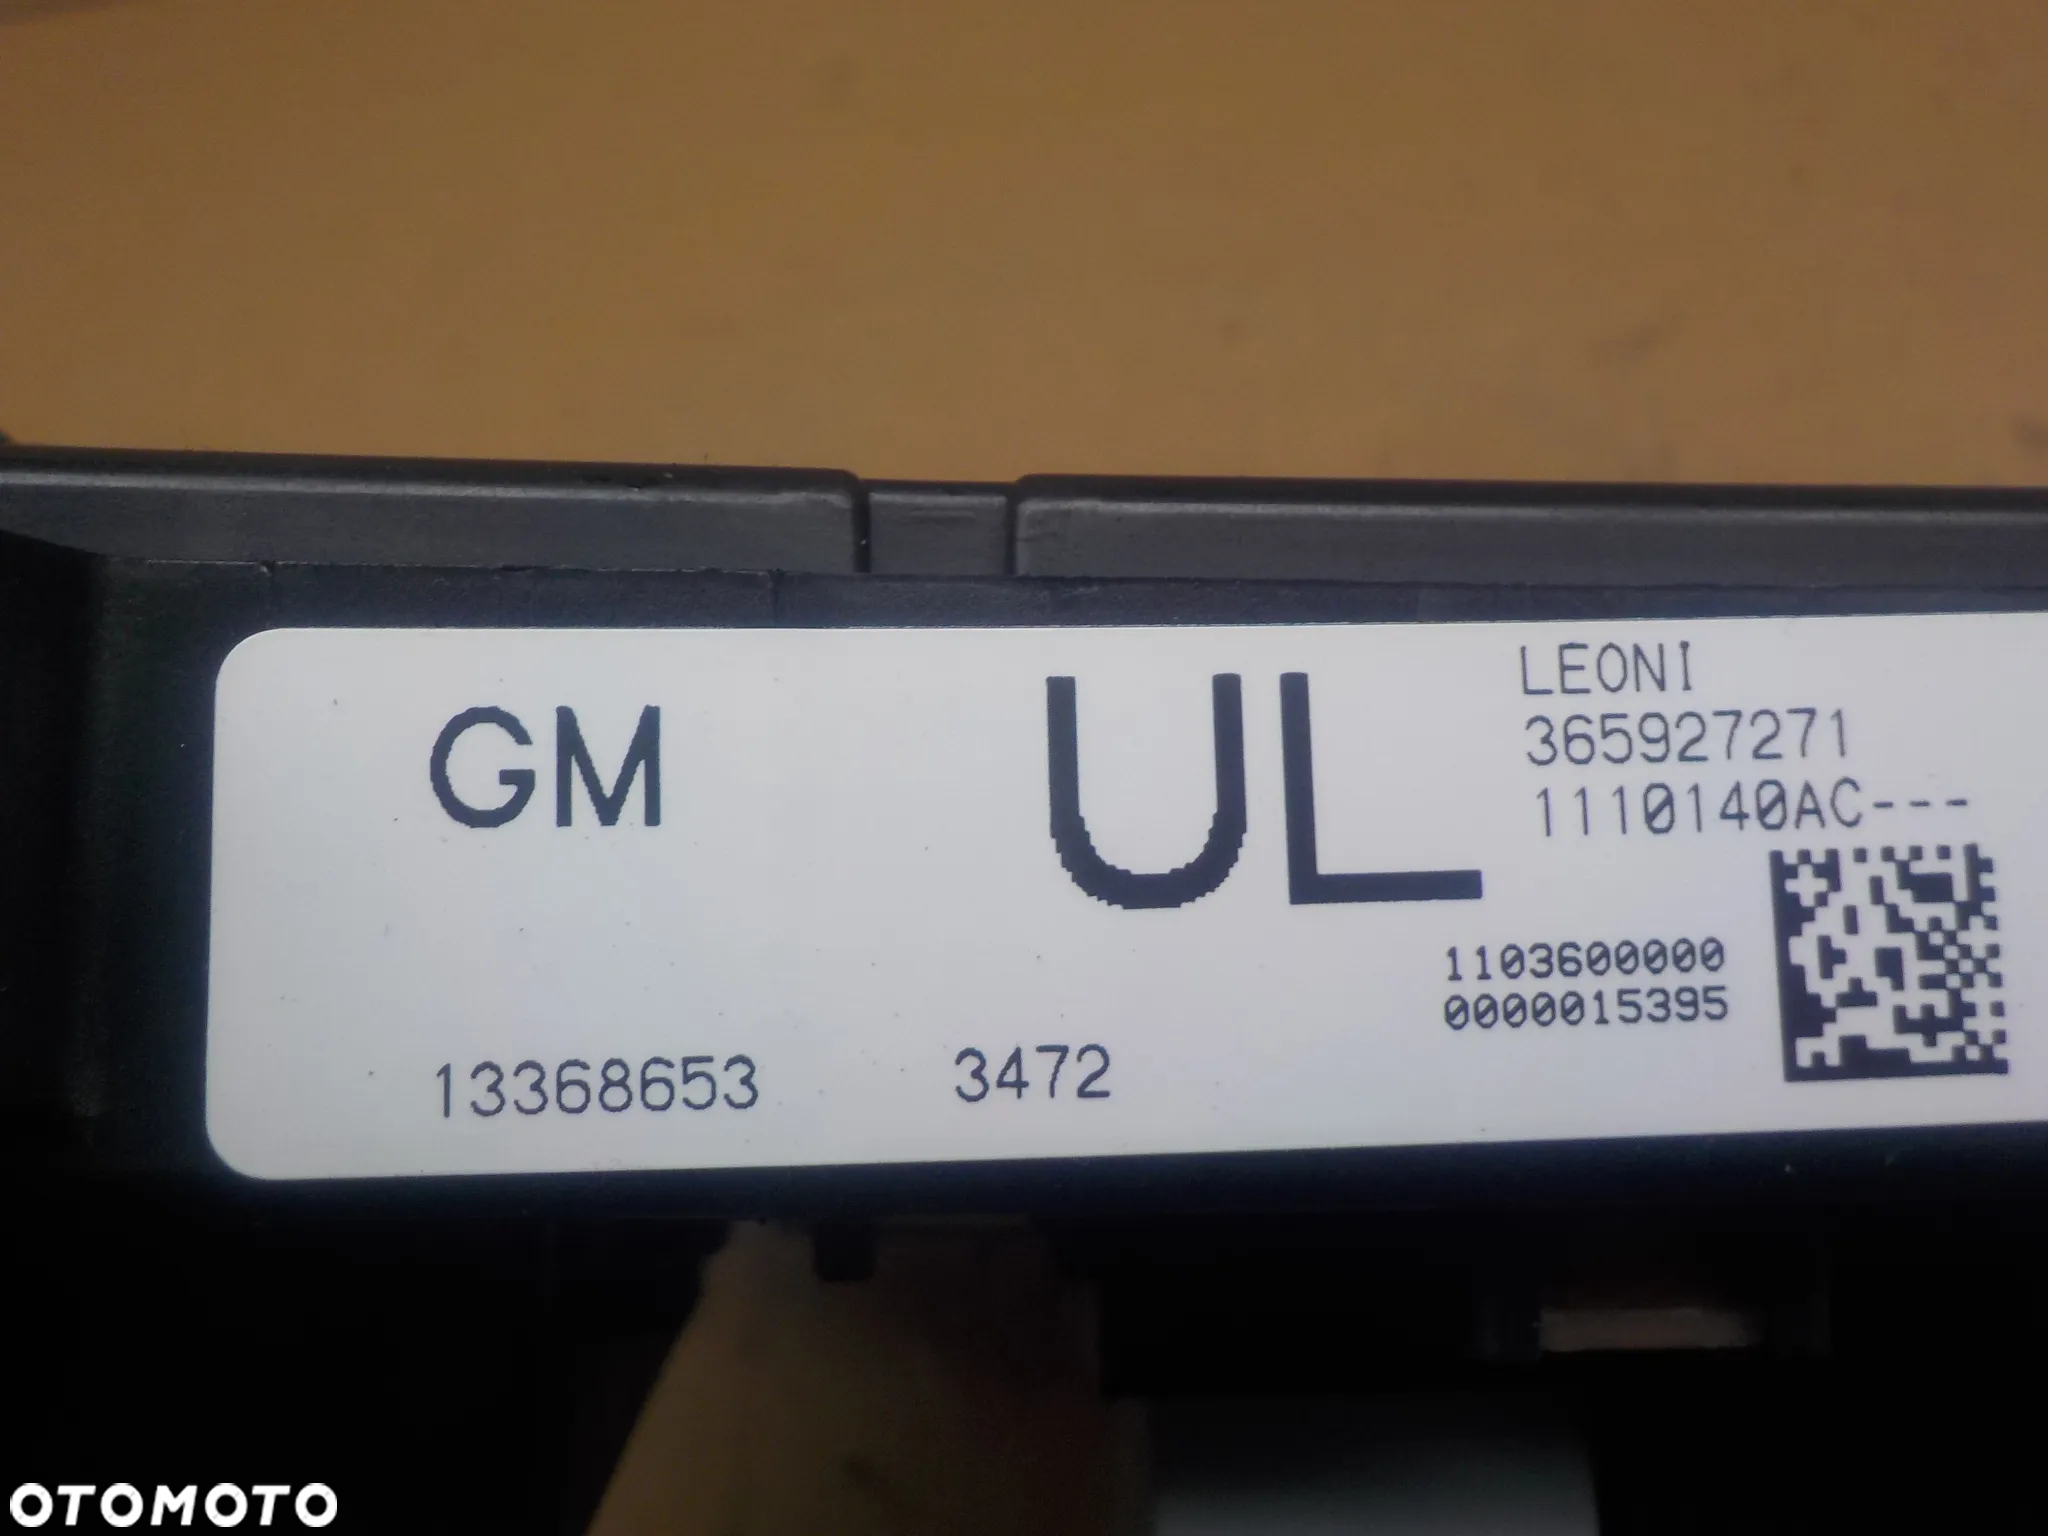 GM
UL
LEONI
365927271
1110140AC---
1103600000
0000015395
13368653
3472
OTOMOTO